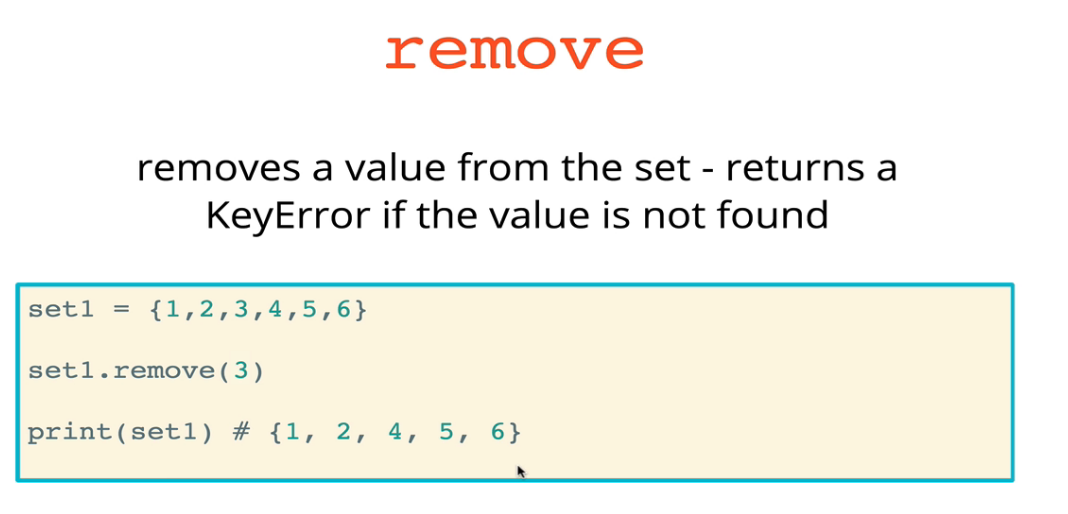 remove
removes a value from the set - returns a
KeyError if the value is not found
set1 = {1,2,3,4,5,6}
set1.remove(3)
print(set1) # {1, 2, 4, 5, 6}